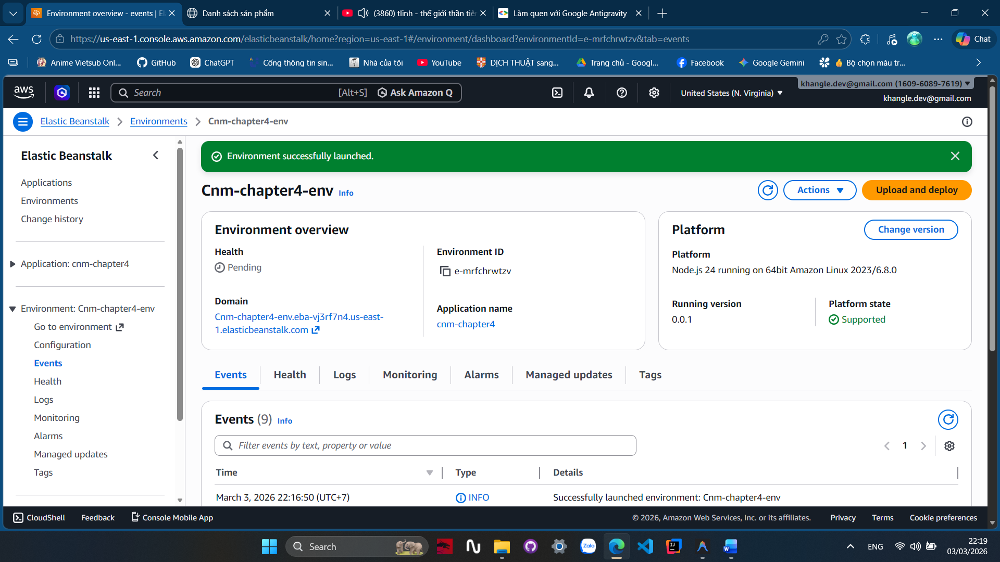 Environment overview - events | El
Danh sách sản phẩm
(3860) tlinh - thế giới thần tiên
Làm quen với Google Antigravity
https://us-east-1.console.aws.amazon.com/elasticbeanstalk/home?region=us-east-1#/environment/dashboard?environmentId=e-mrfchrwtzv&tab=events
Chat
Anime Vietsub Onl...
GitHub
ChatGPT
Cổng thông tin sin...
Nhà của tôi
YouTube
DỊCH THUẬT sang...
Trang chủ - Googl...
Facebook
Google Gemini
Bộ chọn màu tr...
aws
Search
[Alt+S]
Ask Amazon Q
United States (N. Virginia)
khangle.dev@gmail.com (1609-6089-7619)
khangle.dev@gmail.com
Elastic Beanstalk
Environments
Cnm-chapter4-env
Elastic Beanstalk
Applications
Environments
Change history
Application: cnm-chapter4
Environment: Cnm-chapter4-env
Go to environment
Configuration
Events
Health
Logs
Monitoring
Alarms
Managed updates
Tags
Environment successfully launched.
Cnm-chapter4-env Info
Actions
Upload and deploy
Environment overview
Health
Pending
Environment ID
e-mrfchrwtzv
Domain
Cnm-chapter4-env.eba-vj3rf7n4.us-east-
1.elasticbeanstalk.com
Application name
cnm-chapter4
Platform
Change version
Platform
Node.js 24 running on 64bit Amazon Linux 2023/6.8.0
Running version
0.0.1
Platform state
Supported
Events
Health
Logs
Monitoring
Alarms
Managed updates
Tags
Events (9) Info
Filter events by text, property or value
1
Time
Type
Details
March 3, 2026 22:16:50 (UTC+7)
INFO
Successfully launched environment: Cnm-chapter4-env
CloudShell
Feedback
Console Mobile App
© 2026, Amazon Web Services, Inc. or its affiliates.
Privacy
Terms
Cookie preferences
Search
Zalo
ENG
22:19
03/03/2026